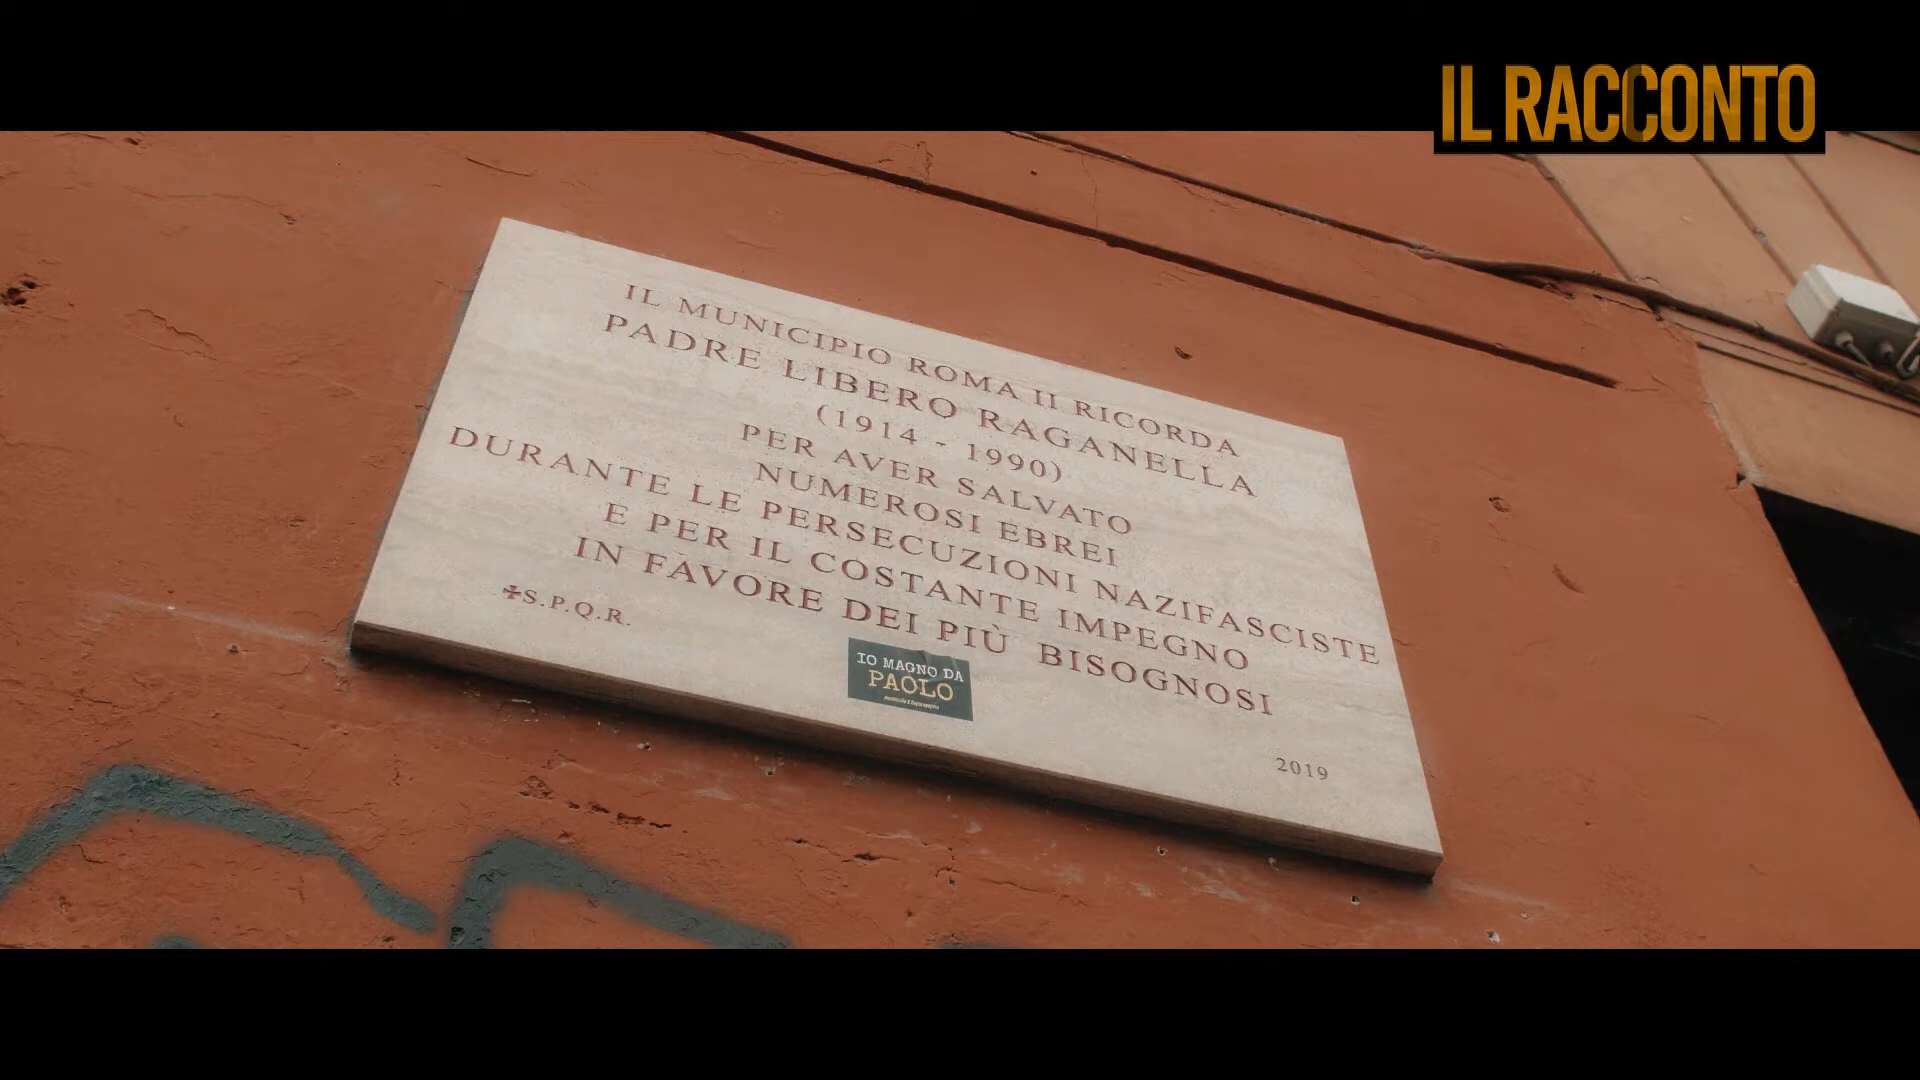 IL RACCONTO
IL MUNICIPIO ROMA II RICORDA
PADRE LIBERO RAGANELLA
(1914 - 1990)
PER AVER SALVATO
NUMEROSI EBREI
DURANTE LE PERSECUZIONI NAZIFASCISTE
E PER IL COSTANTE IMPEGNO
IN FAVORE DEI PIÙ BISOGNOSI
✠S.P.Q.R.
IO MAGNO DA
PAOLO
2019